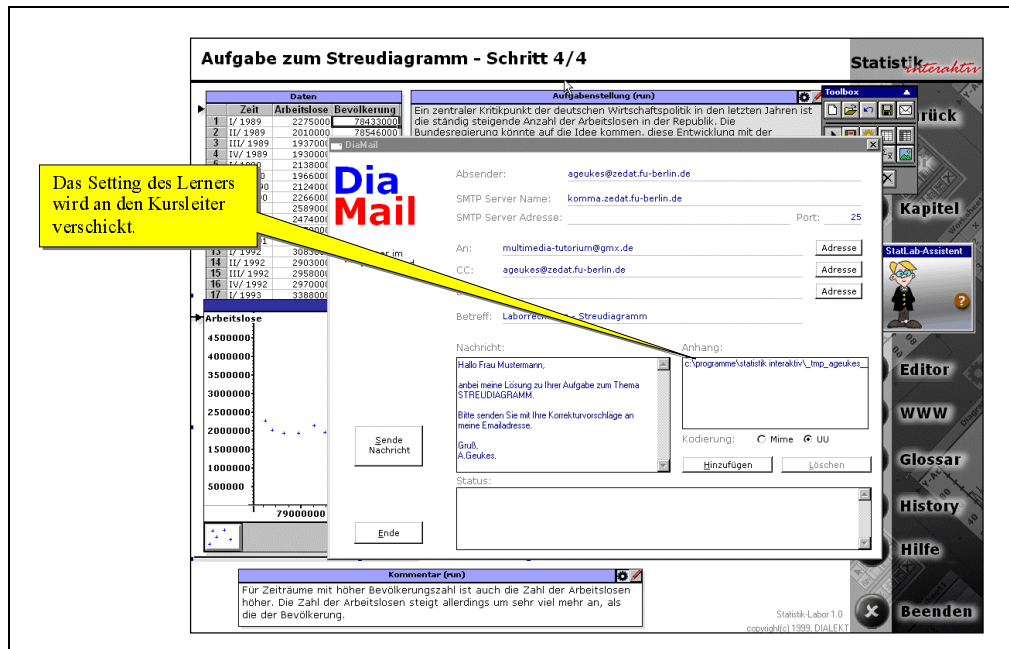 Aufgabe zum Streudiagramm - Schritt 4/4
Statistik
interaktiv
Daten
Zeit Arbeitslose Bevölkerung
1 I/ 1989 2275000 78433000
2 II/ 1989 2010000 78546000
3 III/ 1989 1937000
4 IV/ 1989 1930000
2138000
1966000
2124000
2266000
2589000
2474000
13 I/ 1992
14 II/ 1992 2903000
15 III/ 1992 2958000
16 IV/ 1992 2970000
17 I/ 1993 3388000
Aufgabenstellung (run)
Ein zentraler Kritikpunkt der deutschen Wirtschaftspolitik in den letzten Jahren ist
die ständig steigende Anzahl der Arbeitslosen in der Republik. Die
Bundesregierung könnte auf die Idee kommen, diese Entwicklung mit der
Toolbox
Das Setting des Lerners
wird an den Kursleiter
verschickt.
DiaMail
Dia
Mail
Absender: ageukes@zedat.fu-berlin.de
SMTP Server Name: komma.zedat.fu-berlin.de
SMTP Server Adresse: Port: 25
An: multimedia-tutorium@gmx.de Adresse
CC: ageukes@zedat.fu-berlin.de Adresse
Adresse
Betreff: - Streudiagramm
Nachricht:
Hallo Frau Mustermann,
anbei meine Lösung zu Ihrer Aufgabe zum Thema
STREUDIAGRAMM.
Bitte senden Sie mit Ihre Korrekturvorschläge an
meine Emailadresse.
Gruß,
A.Geukes.
Anhang:
c:\programme\statistik interaktiv\_tmp_ageukes_
Kodierung: Mime UU
Hinzufügen Löschen
Sende
Nachricht
Status:
Ende
Arbeitslose
4500000
4000000
3500000
3000000
2500000
2000000
1500000
1000000
500000
79000000
Kommentar (run)
Für Zeiträume mit höher Bevölkerungszahl ist auch die Zahl der Arbeitslosen
höher. Die Zahl der Arbeitslosen steigt allerdings um sehr viel mehr an, als
die der Bevölkerung.
rück
Kapitel
StatLab-Assistent
Editor
WWW
Glossar
History
Hilfe
Beenden
Statistik-Labor 1.0
copyright(c) 1999, DIALEKT